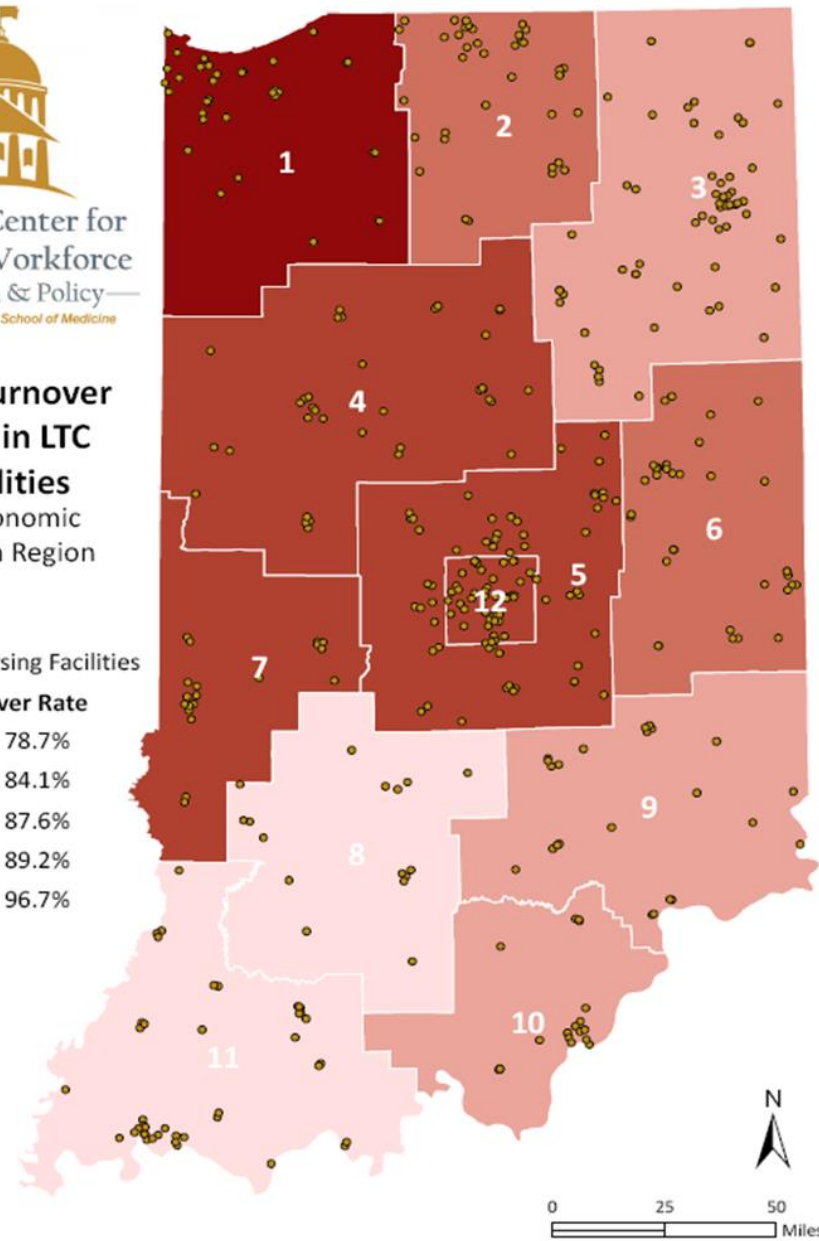 Center for
Workforce
& Policy
School of Medicine
urnover
in LTC
lities
onomic
n Region
sing Facilities
ver Rate
78.7%
84.1%
87.6%
89.2%
96.7%
1
2
3
4
5
6
7
8
9
10
11
12
N
0 25 50
Miles